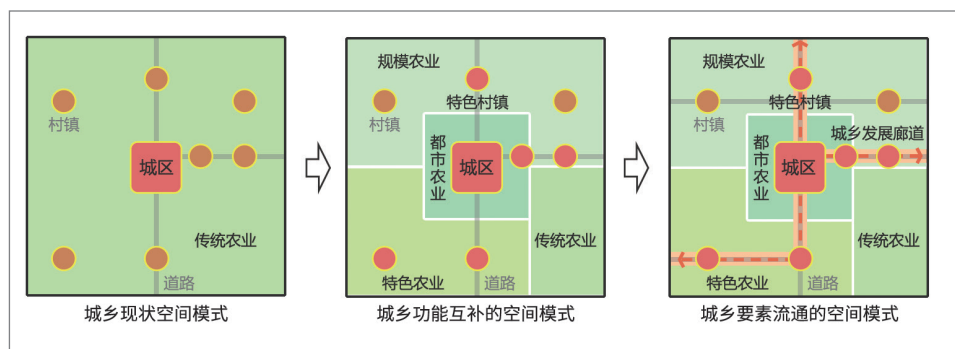 村镇
城区
传统农业
道路
城乡现状空间模式
规模农业
特色村镇
村镇
都市农业
城区
传统农业
特色农业
道路
城乡功能互补的空间模式
规模农业
特色村镇
村镇
城乡发展廊道
都市农业
城区
传统农业
特色农业
道路
城乡要素流通的空间模式